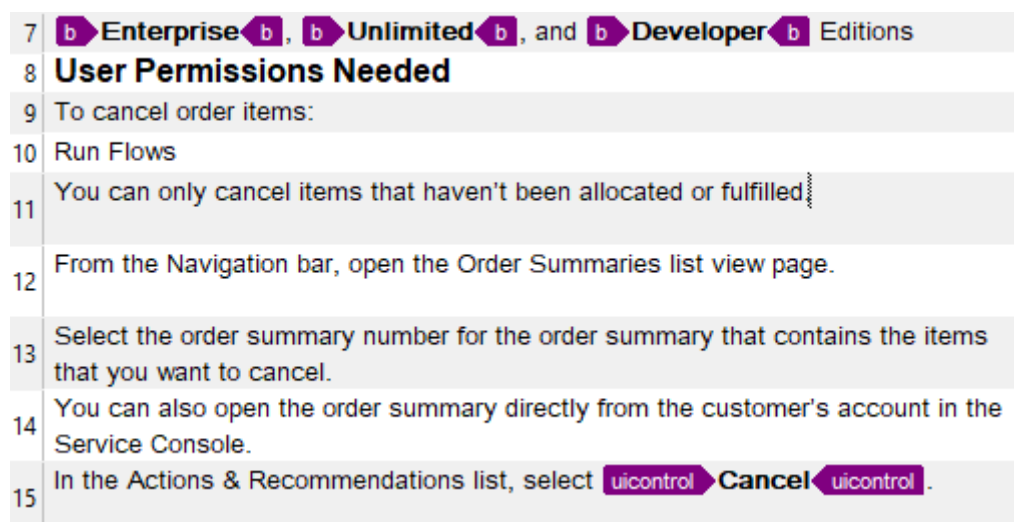 7 b Enterprise b , b Unlimited b , and b Developer b Editions
8 User Permissions Needed
9 To cancel order items:
10 Run Flows
11 You can only cancel items that haven't been allocated or fulfilled.
12 From the Navigation bar, open the Order Summaries list view page.
13 Select the order summary number for the order summary that contains the items
that you want to cancel.
14 You can also open the order summary directly from the customer's account in the
Service Console.
15 In the Actions & Recommendations list, select uicontrol Cancel uicontrol .